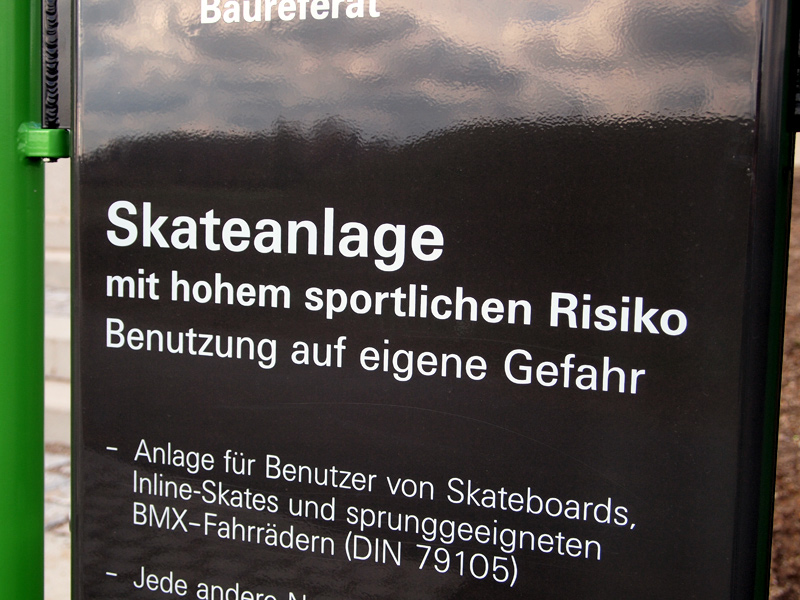 Baureferat
Skateanlage
mit hohem sportlichen Risiko
Benutzung auf eigene Gefahr
- Anlage für Benutzer von Skateboards,
Inline-Skates und sprunggeeigneten
BMX-Fahrrädern (DIN 79105)
- Jede andere